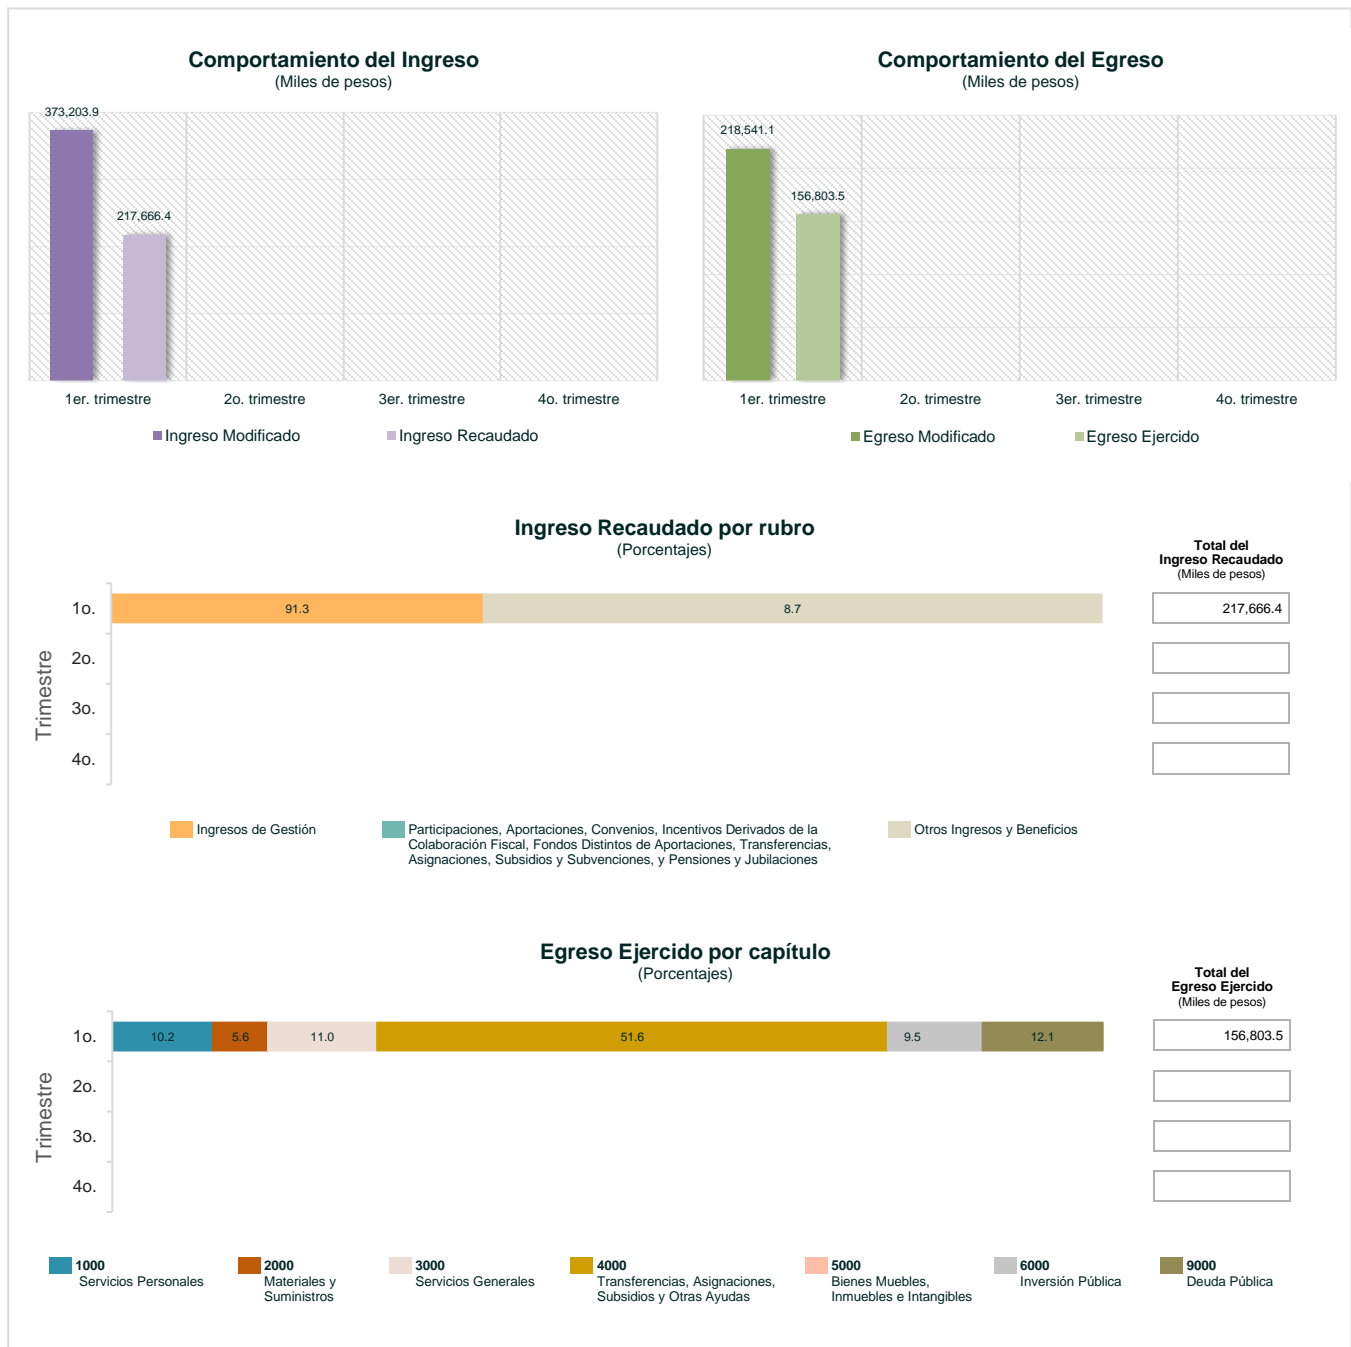 Comportamiento del Ingreso
(Miles de pesos)
373,203.9
217,666.4
1er. trimestre
2o. trimestre
3er. trimestre
4o. trimestre
Ingreso Modificado
Ingreso Recaudado
Comportamiento del Egreso
(Miles de pesos)
218,541.1
156,803.5
1er. trimestre
2o. trimestre
3er. trimestre
4o. trimestre
Egreso Modificado
Egreso Ejercido
Ingreso Recaudado por rubro
(Porcentajes)
Total del
Ingreso Recaudado
(Miles de pesos)
Trimestre
1o.
91.3
8.7
217,666.4
2o.
3o.
4o.
Ingresos de Gestión
Participaciones, Aportaciones, Convenios, Incentivos Derivados de la
Colaboración Fiscal, Fondos Distintos de Aportaciones, Transferencias,
Asignaciones, Subsidios y Subvenciones, y Pensiones y Jubilaciones
Otros Ingresos y Beneficios
Egreso Ejercido por capítulo
(Porcentajes)
Total del
Egreso Ejercido
(Miles de pesos)
Trimestre
1o.
10.2
5.6
11.0
51.6
9.5
12.1
156,803.5
2o.
3o.
4o.
1000
Servicios Personales
2000
Materiales y
Suministros
3000
Servicios Generales
4000
Transferencias, Asignaciones,
Subsidios y Otras Ayudas
5000
Bienes Muebles,
Inmuebles e Intangibles
6000
Inversión Pública
9000
Deuda Pública